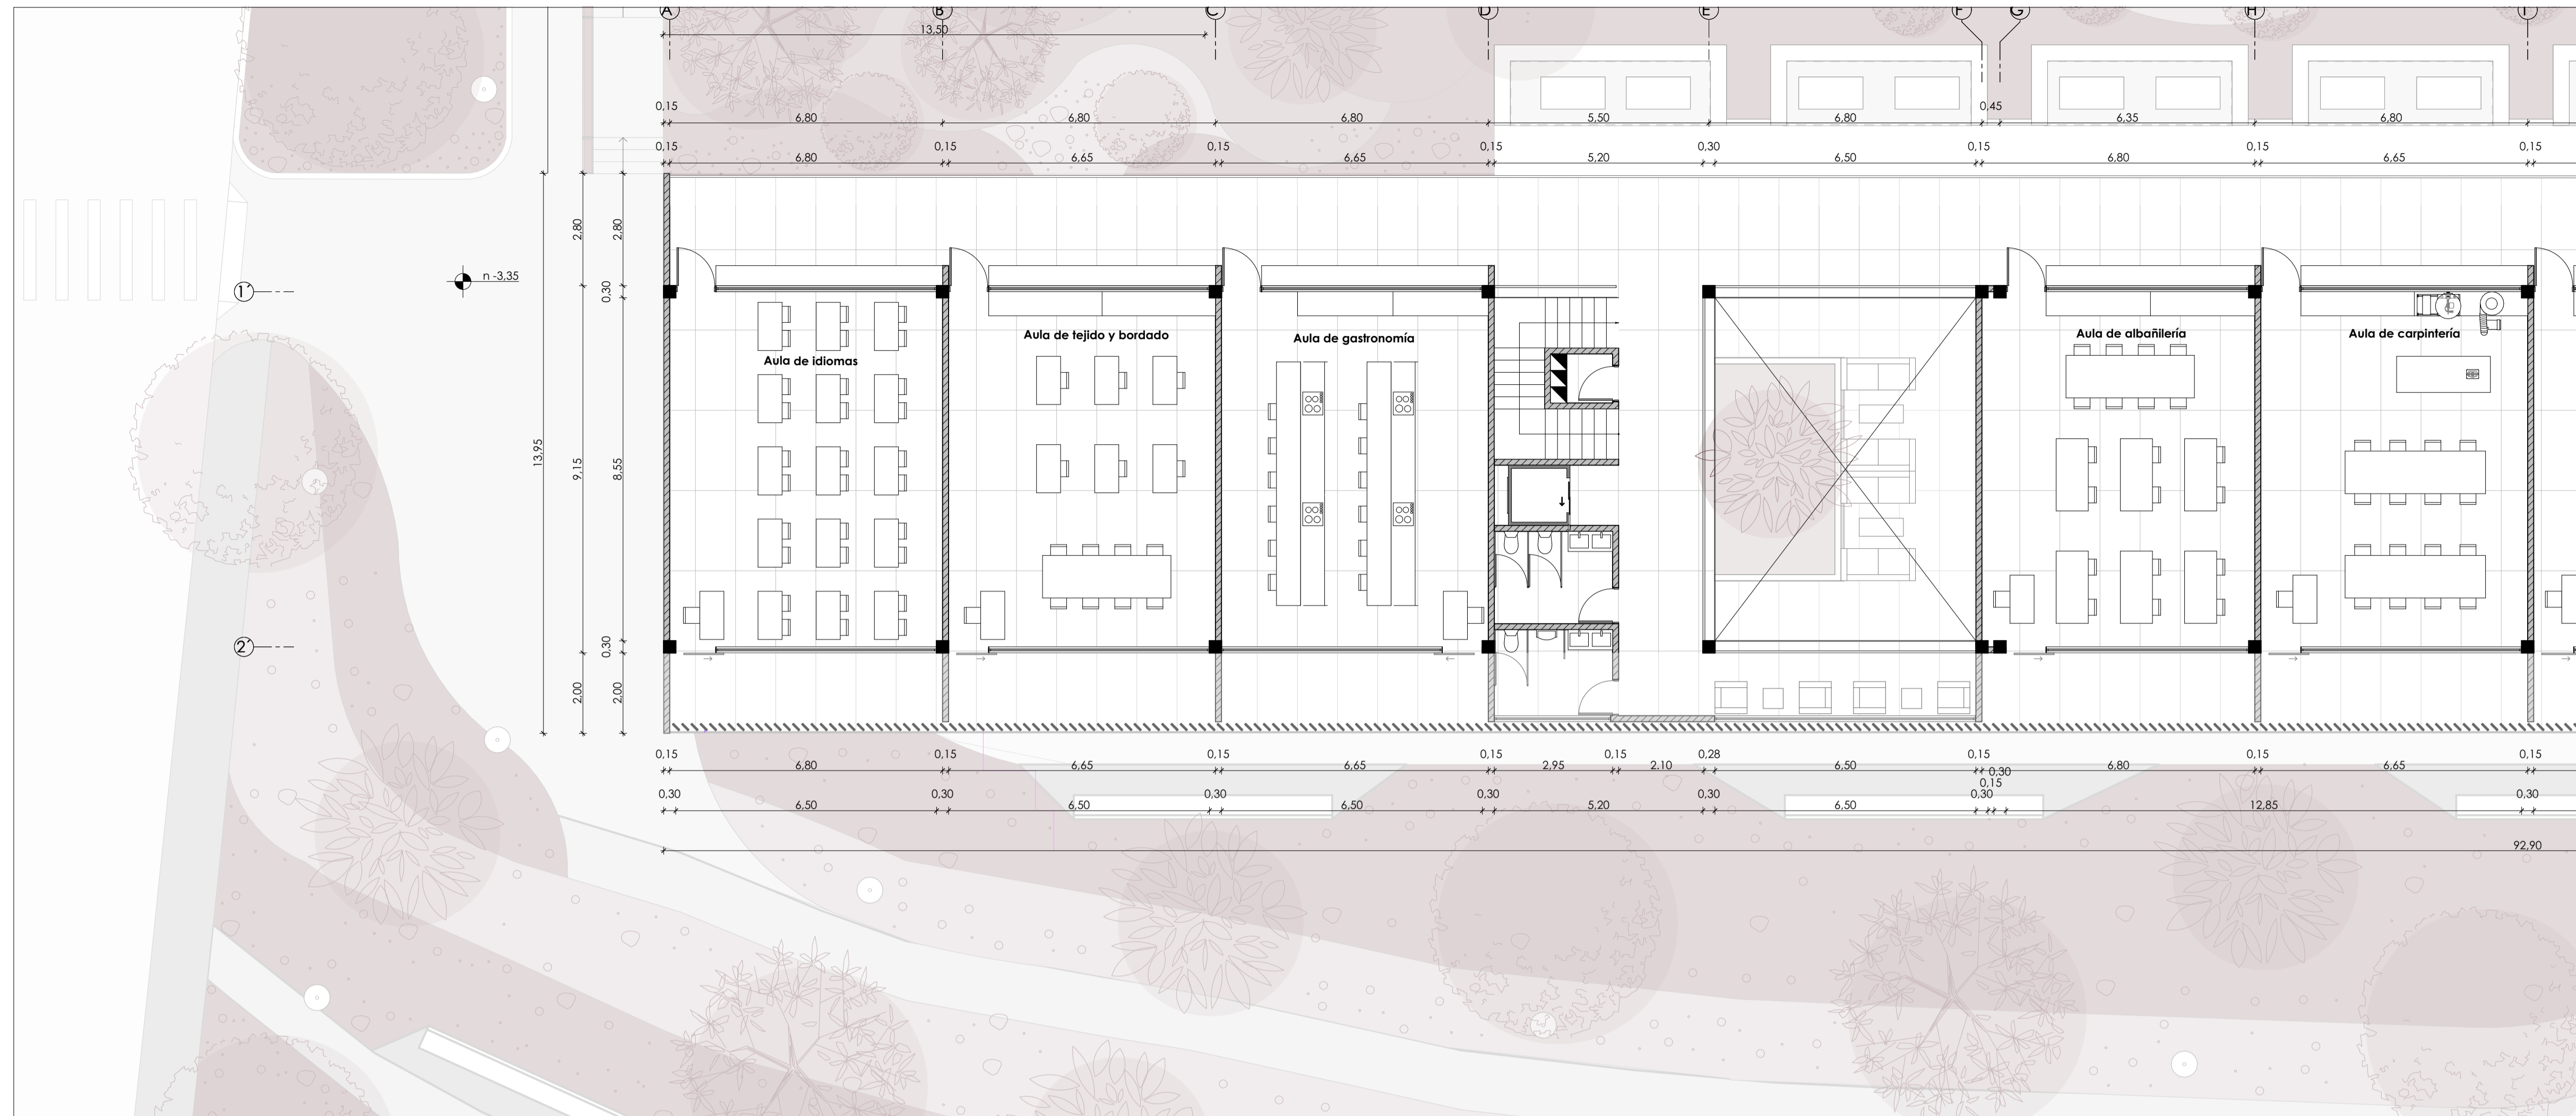 A B C D E F G H I
13,50
0,15 0,45
6,80 6,80 6,80 5,50 6,80 6,35 6,80
0,15 0,15 0,15 0,15 0,30 0,15 0,15 0,15
6,80 6,65 6,65 5,20 6,50 6,80 6,65
2,80 2,80
n -3,35
1´
0,30
Aula de idiomas
Aula de tejido y bordado
Aula de gastronomía
Aula de albañilería
Aula de carpintería
13,95 9,15 8,55
2´
0,30
2,00 2,00
0,15 0,15 0,15 0,15 0,15 0,28 0,15 0,15 0,15
6,80 6,65 6,65 2,95 2,10 6,50 0,30 6,80 6,65
0,15
0,30 0,30 0,30 0,30 0,30 0,30 0,30
6,50 6,50 6,50 5,20 6,50 12,85
92,90